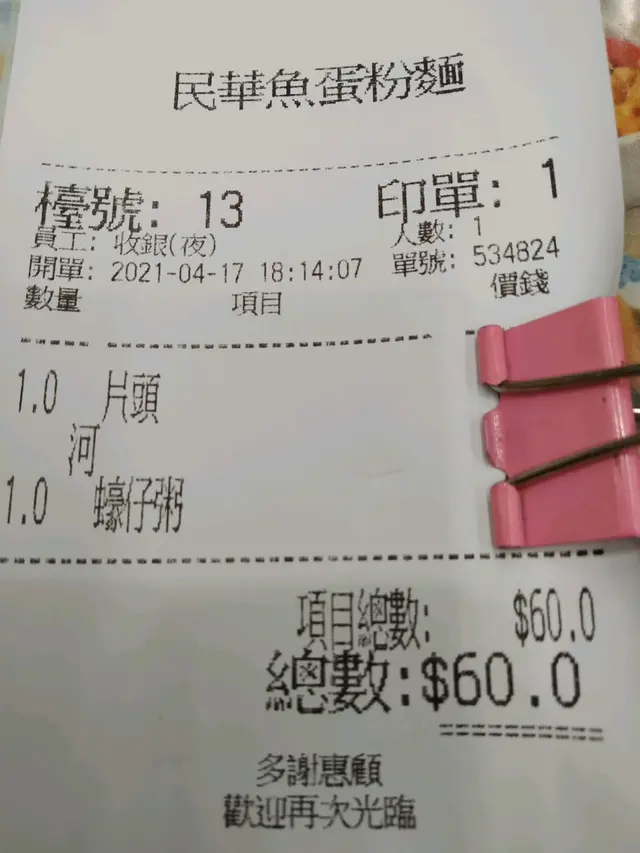 民華魚蛋粉麵
檯號: 13 印單: 1
員工: 收銀(夜) 人數: 1
開單: 2021-04-17 18:14:07 單號: 534824
數量 項目 價錢
1.0 片頭
河
1.0 蠔仔粥
項目總數: $60.0
總數:$60.0
多謝惠顧
歡迎再次光臨